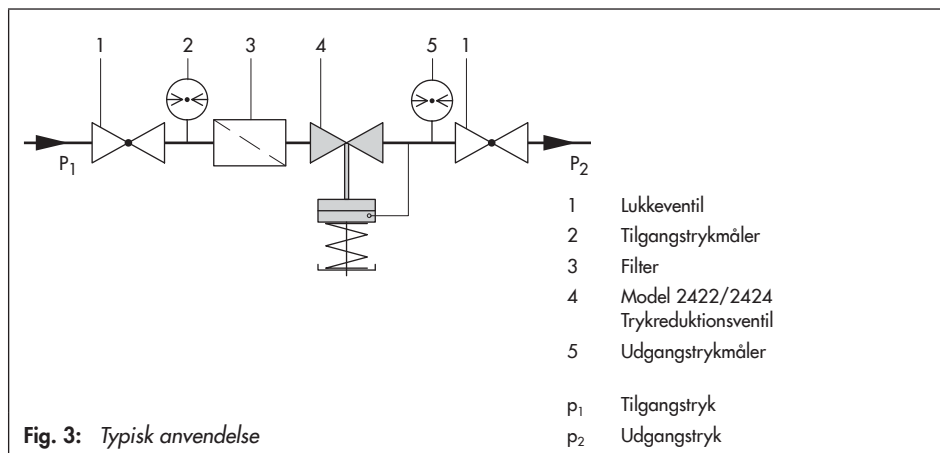 1 2 3 4 5 1
P1 P2
1 Lukkeventil
2 Tilgangstrykmåler
3 Filter
4 Model 2422/2424
Trykreduktionsventil
5 Udgangstrykmåler
p1 Tilgangstryk
p2 Udgangstryk
Fig. 3: Typisk anvendelse